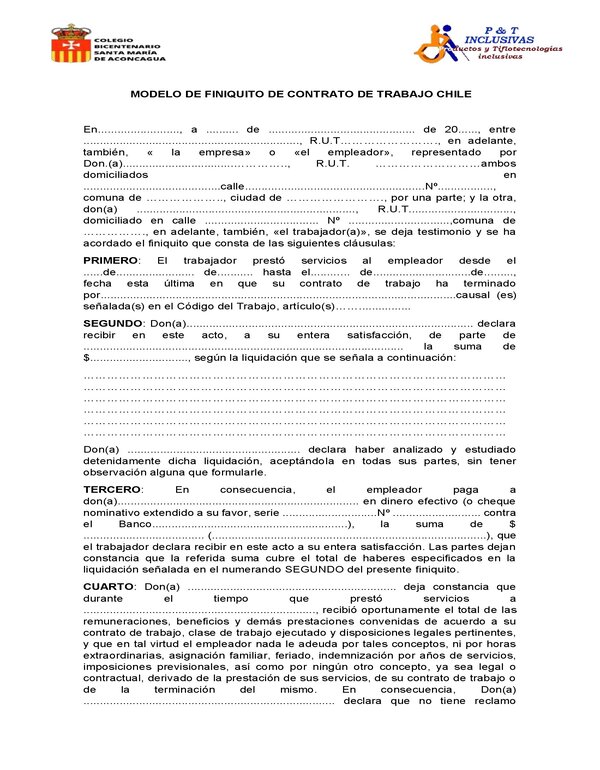 COLEGIO
BICENTENARIO
SANTA MARÍA
DE ACONCAGUA
P & T
INCLUSIVAS
ductos y Tiflotecnologías
inclusivas
MODELO DE FINIQUITO DE CONTRATO DE TRABAJO CHILE
En.........................., a .......... de ............................................. de 20......, entre
.................................................................., R.U.T……………………., en adelante,
también, « la empresa» o «el empleador», representado por
Don.(a)...................................………….., R.U.T. ……………………ambos
domiciliados en
..........................................calle.......................................................Nº.................,
comuna de ……………….., ciudad de ……………………., por una parte; y la otra,
don(a) ..................................................................., R.U.T................................,
domiciliado en calle ................................... Nº ...............................,comuna de
……………., en adelante, también, «el trabajador(a)», se deja testimonio y se ha
acordado el finiquito que consta de las siguientes cláusulas:
PRIMERO: El trabajador prestó servicios al empleador desde el
......de........................ de........... hasta el............ de..............................de.........,
fecha esta última en que su contrato de trabajo ha terminado
por.............................................................................................................causal (es)
señalada(s) en el Código del Trabajo, artículo(s)……................
SEGUNDO: Don(a)........................................................................................ declara
recibir en este acto, a su entera satisfacción, de parte de
.................................................................................................. la suma de
$.............................., según la liquidación que se señala a continuación:
………………………………………………………………………………………………
………………………………………………………………………………………………
………………………………………………………………………………………………
………………………………………………………………………………………………
………………………………………………………………………………………………
………………………………………………………………………………………………
Don(a) ..................................................... declara haber analizado y estudiado
detenidamente dicha liquidación, aceptándola en todas sus partes, sin tener
observación alguna que formularle.
TERCERO: En consecuencia, el empleador paga a
don(a).......................................................................... en dinero efectivo (o cheque
nominativo extendido a su favor, serie .............................Nº ........................... contra
el Banco............................................................), la suma de $
..................................... (....................................................................................), que
el trabajador declara recibir en este acto a su entera satisfacción. Las partes dejan
constancia que la referida suma cubre el total de haberes especificados en la
liquidación señalada en el numerando SEGUNDO del presente finiquito.
CUARTO: Don(a) ................................................................ deja constancia que
durante el tiempo que prestó servicios a
......................................................................., recibió oportunamente el total de las
remuneraciones, beneficios y demás prestaciones convenidas de acuerdo a su
contrato de trabajo, clase de trabajo ejecutado y disposiciones legales pertinentes,
y que en tal virtud el empleador nada le adeuda por tales conceptos, ni por horas
extraordinarias, asignación familiar, feriado, indemnización por años de servicios,
imposiciones previsionales, así como por ningún otro concepto, ya sea legal o
contractual, derivado de la prestación de sus servicios, de su contrato de trabajo o
de la terminación del mismo. En consecuencia, Don(a)
............................................................................. declara que no tiene reclamo